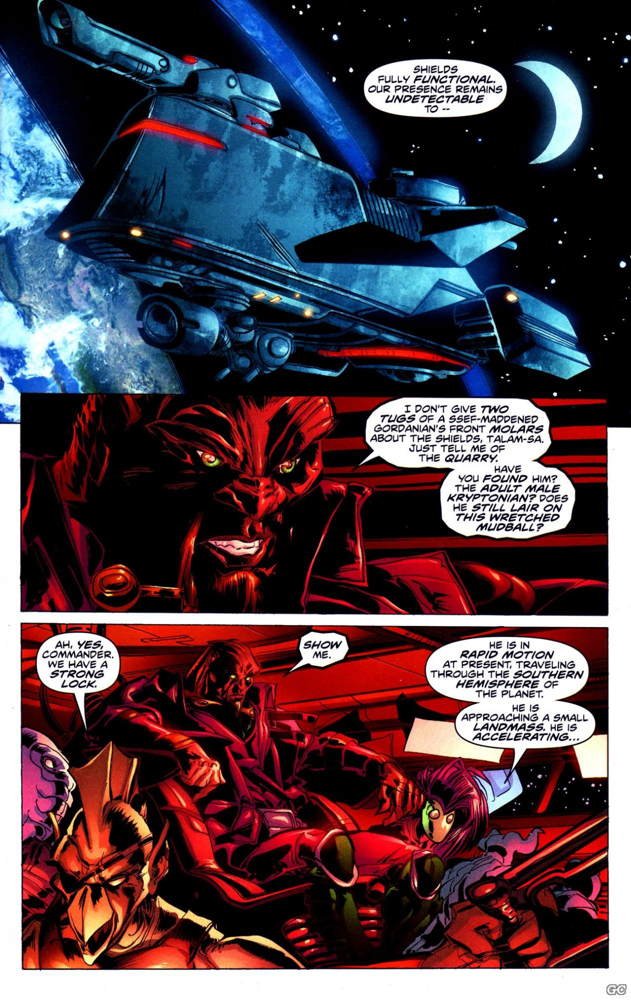 SHIELDS
FULLY FUNCTIONAL.
OUR PRESENCE REMAINS
UNDETECTABLE
TO --
I DON'T GIVE TWO
TUGS OF A SSEF-MADDENED
GORDANIAN'S FRONT MOLARS
ABOUT THE SHIELDS, TALAM-SA.
JUST TELL ME OF
THE QUARRY.
HAVE
YOU FOUND HIM?
THE ADULT MALE
KRYPTONIAN? DOES
HE STILL LAIR ON
THIS WRETCHED
MUDBALL?
AH, YES,
COMMANDER.
WE HAVE A
STRONG
LOCK.
SHOW
ME.
HE IS IN
RAPID MOTION
AT PRESENT, TRAVELING
THROUGH THE SOUTHERN
HEMISPHERE OF
THE PLANET.
HE IS
APPROACHING A SMALL
LANDMASS. HE IS
ACCELERATING...
GC